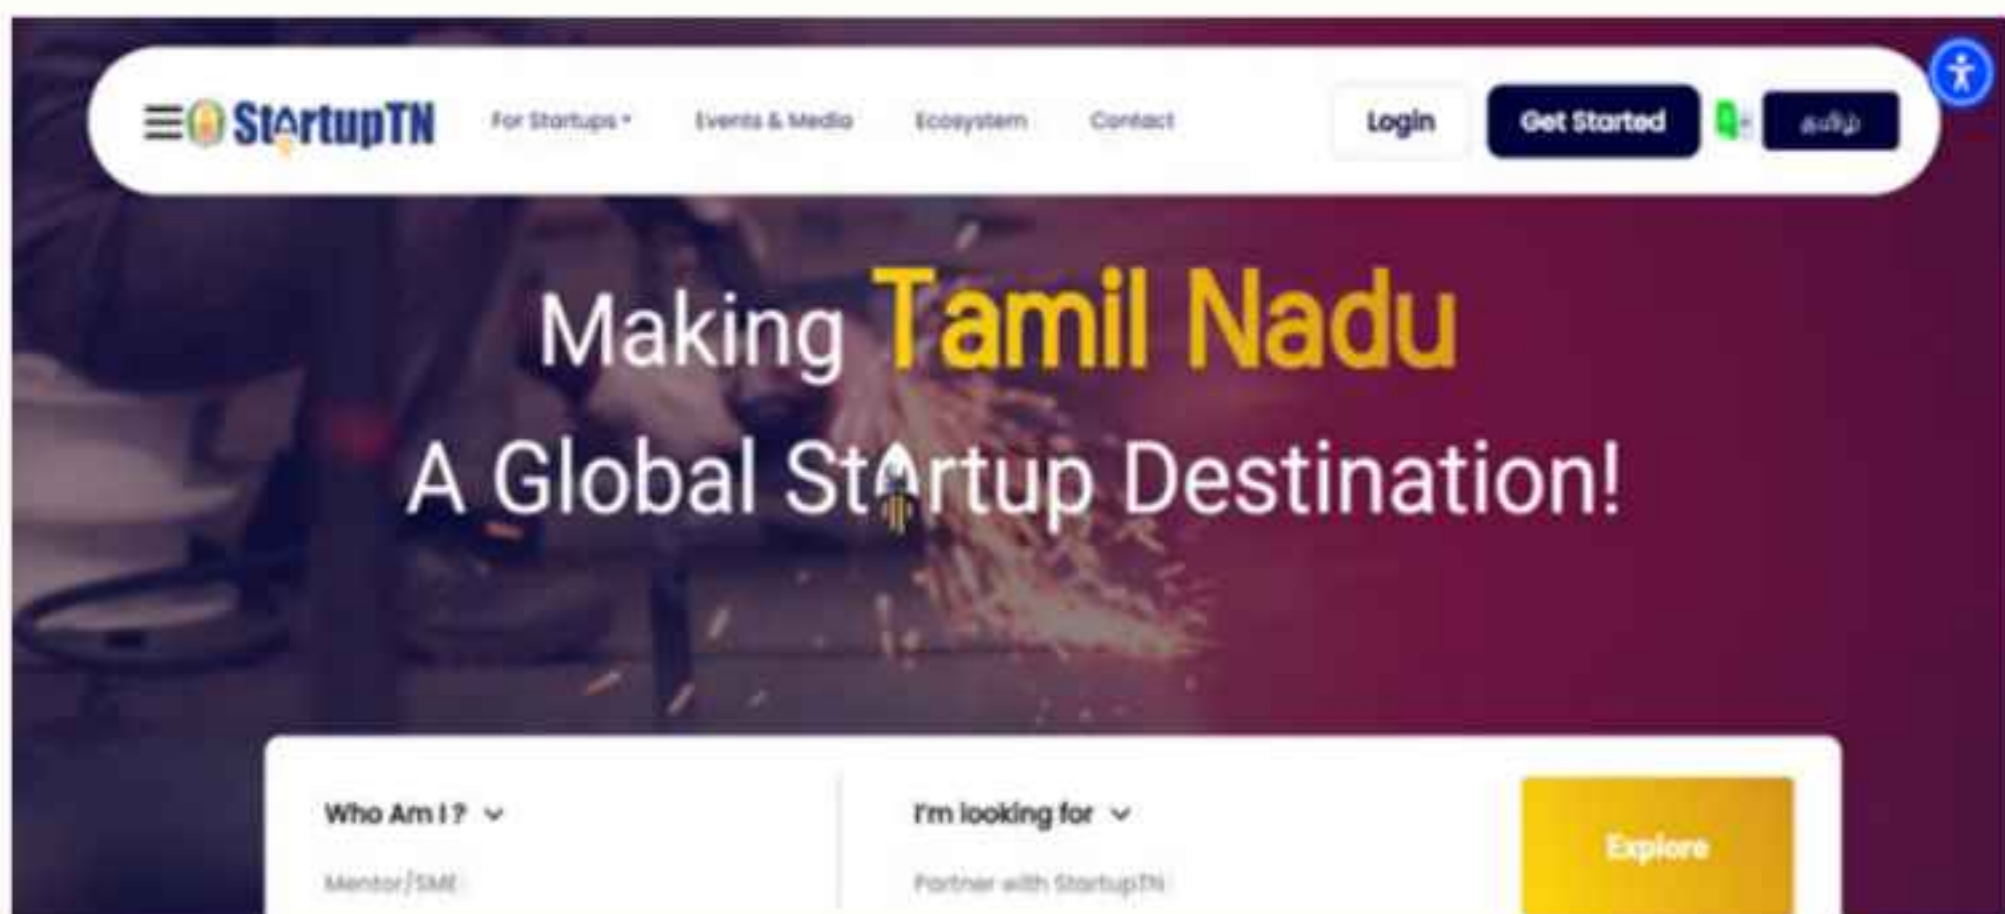 StartupTN
For Startups
Events & Media
Ecosystem
Contact
Login
Get Started
தமிழ்
Making Tamil Nadu
A Global Startup Destination!
Who Am I ?
I'm looking for
Explore
Mentor/SME
Partner with StartupTN